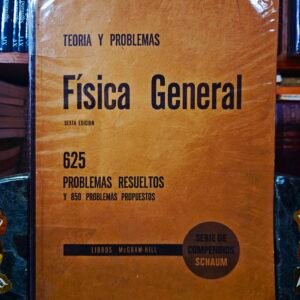 TEORIA Y PROBLEMAS
Física General
SEXTA EDICION
625
PROBLEMAS RESUELTOS
Y 850 PROBLEMAS PROPUESTOS
LIBROS McGRAW-HILL
SERIE DE
COMPENDIOS
SCHAUM